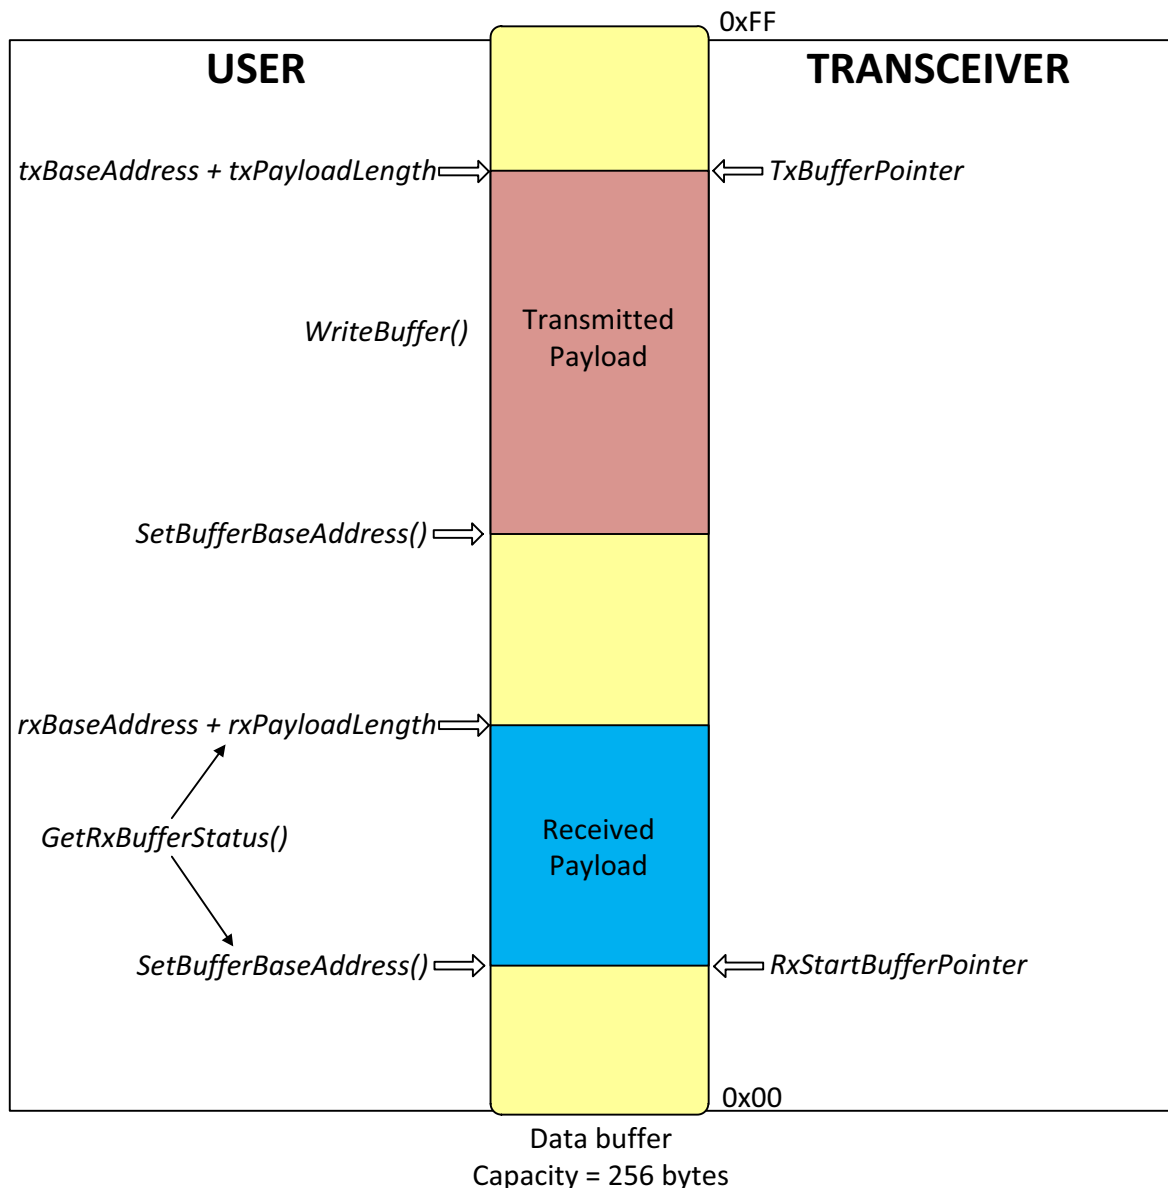 0xFF
USER
TRANSCEIVER
txBaseAddress + txPayloadLength
TxBufferPointer
WriteBuffer()
Transmitted
Payload
SetBufferBaseAddress()
rxBaseAddress + rxPayloadLength
GetRxBufferStatus()
Received
Payload
SetBufferBaseAddress()
RxStartBufferPointer
0x00
Data buffer
Capacity = 256 bytes